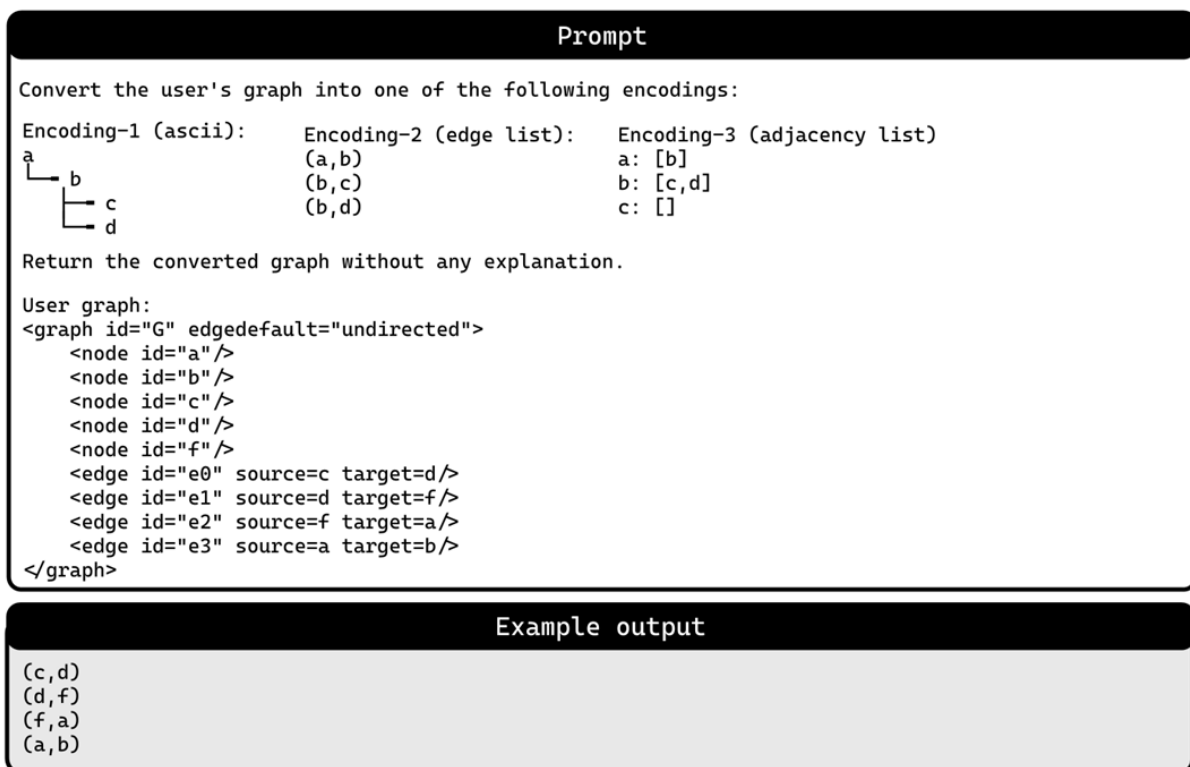 Prompt
Convert the user's graph into one of the following encodings:
Encoding-1 (ascii):
a
└── b
    ├── c
    └── d
Encoding-2 (edge list):
(a,b)
(b,c)
(b,d)
Encoding-3 (adjacency list)
a: [b]
b: [c,d]
c: []
Return the converted graph without any explanation.
User graph:
<graph id="G" edgedefault="undirected">
    <node id="a"/>
    <node id="b"/>
    <node id="c"/>
    <node id="d"/>
    <node id="f"/>
    <edge id="e0" source=c target=d/>
    <edge id="e1" source=d target=f/>
    <edge id="e2" source=f target=a/>
    <edge id="e3" source=a target=b/>
</graph>
Example output
(c,d)
(d,f)
(f,a)
(a,b)